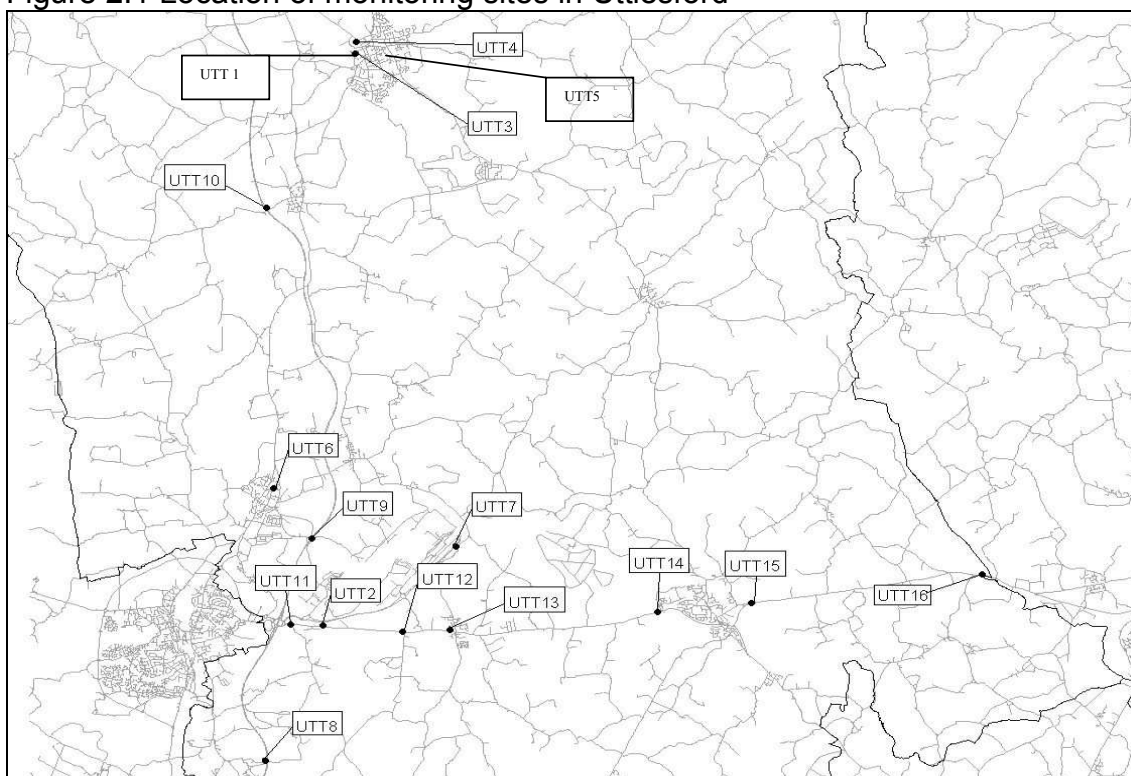 Figure 2.1 Location of monitoring sites in Uttlesford
UTT4
UTT 1
UTT5
UTT3
UTT10
UTT6
UTT9
UTT7
UTT11
UTT2
UTT12
UTT13
UTT14
UTT15
UTT16
UTT8